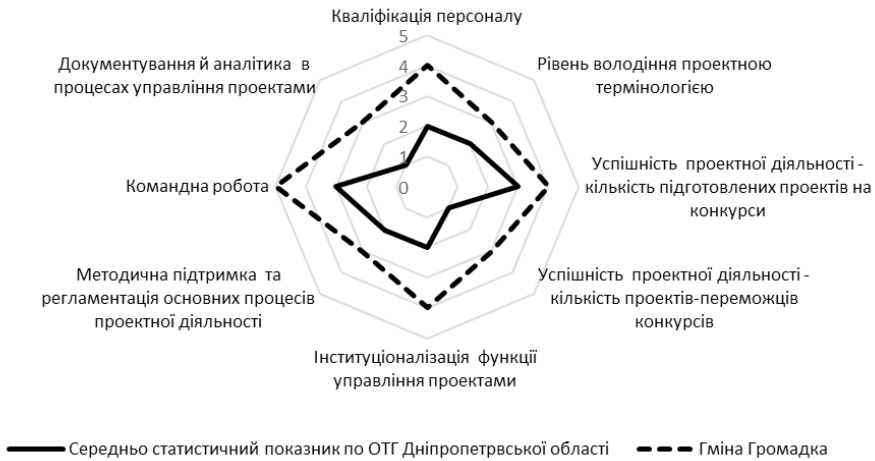 Кваліфікація персоналу
5
4
3
2
1
0
Рівень володіння проектною
термінологією
Успішність проектної діяльності -
кількість підготовлених проектів на
конкурси
Успішність проектної діяльності -
кількість проектів-переможців
конкурсів
Інституціоналізація функції
управління проектами
Методична підтримка та
регламентація основних процесів
проектної діяльності
Командна робота
Документування й аналітика в
процесах управління проектами
Середньо статистичний показник по ОТГ Дніпропетрвської області
Гміна Громадка